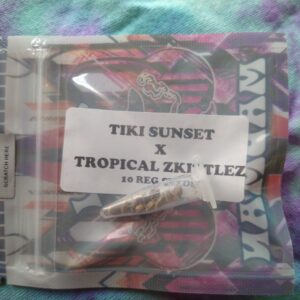 SCRATCH HERE
TIKI SUNSET
X
TROPICAL ZKITTLEZ
10 REG